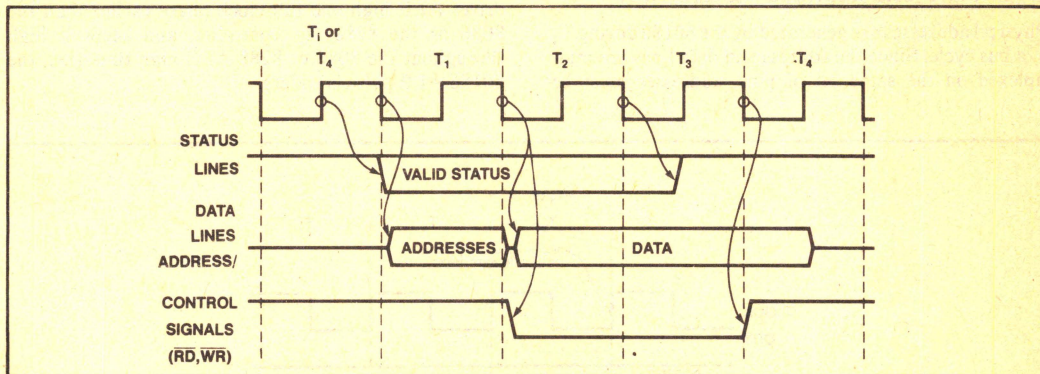 Ti or
T4 T1 T2 T3 T4
STATUS
LINES
VALID STATUS
DATA
LINES
ADDRESS/
ADDRESSES
DATA
CONTROL
SIGNALS
(RD,WR)